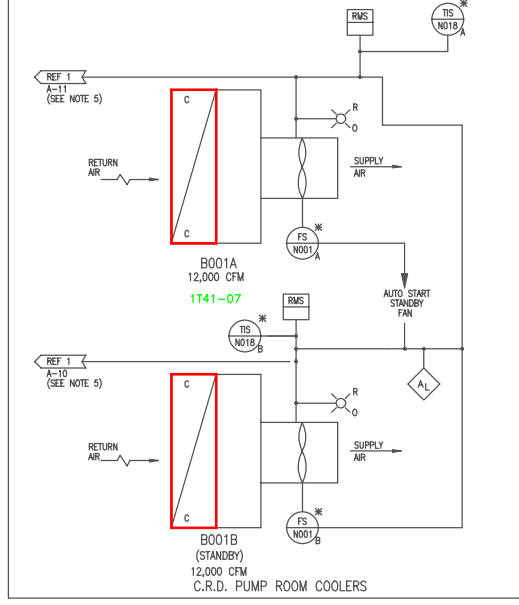 RMS
TIS
N018
*
A
REF 1
A-11
(SEE NOTE 5)
C
R
O
RETURN
AIR
SUPPLY
AIR
C
FS
N001
*
A
B001A
12,000 CFM
1T41-07
AUTO START
STANDBY
FAN
RMS
TIS
N018
*
B
REF 1
A-10
(SEE NOTE 5)
AL
C
R
O
RETURN
AIR
SUPPLY
AIR
C
FS
N001
*
B
B001B
(STANDBY)
12,000 CFM
C.R.D. PUMP ROOM COOLERS